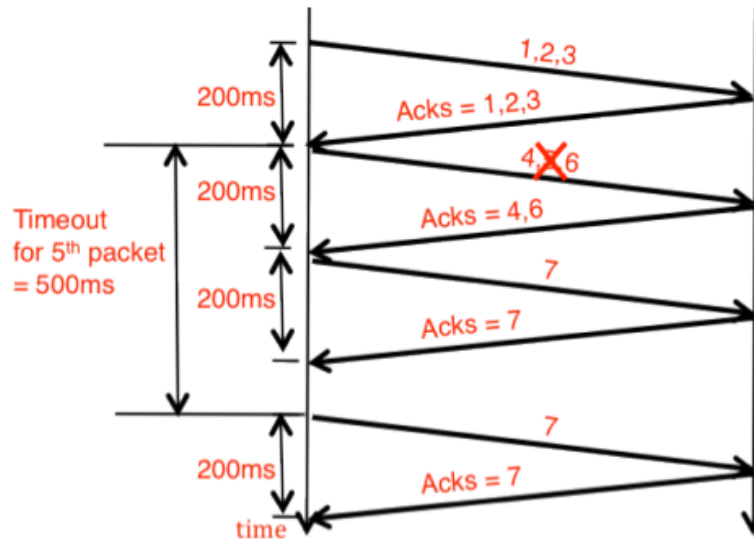 1,2,3
200ms
Acks = 1,2,3
4, 6
200ms
Acks = 4,6
Timeout
for 5th packet
= 500ms
7
200ms
Acks = 7
7
200ms
Acks = 7
time